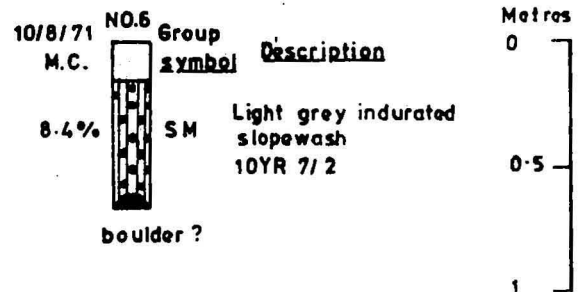 NO.6
10/8/71
M.C.
Group
symbol
Description
8.4%
SM
Light grey indurated
slopewash
10YR 7/2
boulder ?
Metres
0
0.5
1